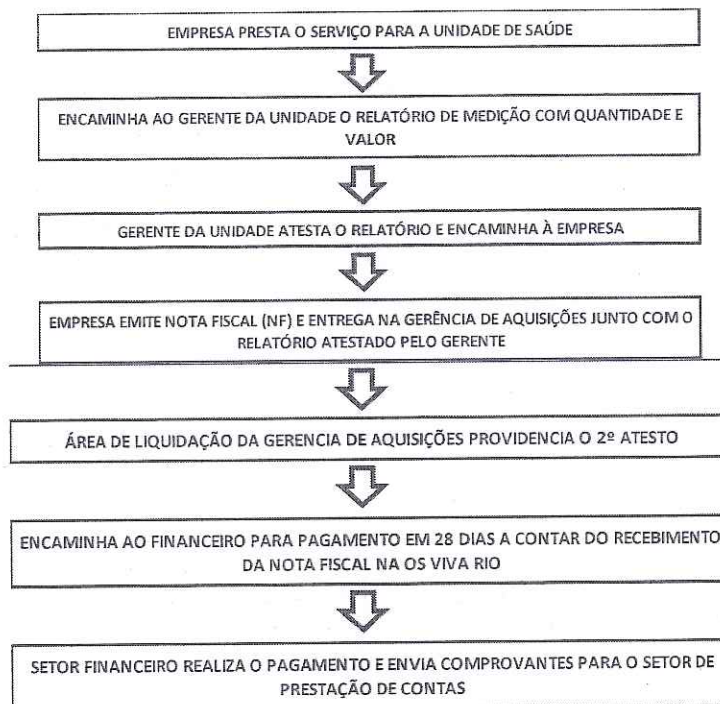 EMPRESA PRESTA O SERVIÇO PARA A UNIDADE DE SAÚDE
ENCAMINHA AO GERENTE DA UNIDADE O RELATÓRIO DE MEDIÇÃO COM QUANTIDADE E
VALOR
GERENTE DA UNIDADE ATESTA O RELATÓRIO E ENCAMINHA À EMPRESA
EMPRESA EMITE NOTA FISCAL (NF) E ENTREGA NA GERÊNCIA DE AQUISIÇÕES JUNTO COM O
RELATÓRIO ATESTADO PELO GERENTE
ÁREA DE LIQUIDAÇÃO DA GERENCIA DE AQUISIÇÕES PROVIDENCIA O 2º ATESTO
ENCAMINHA AO FINANCEIRO PARA PAGAMENTO EM 28 DIAS A CONTAR DO RECEBIMENTO
DA NOTA FISCAL NA OS VIVA RIO
SETOR FINANCEIRO REALIZA O PAGAMENTO E ENVIA COMPROVANTES PARA O SETOR DE
PRESTAÇÃO DE CONTAS